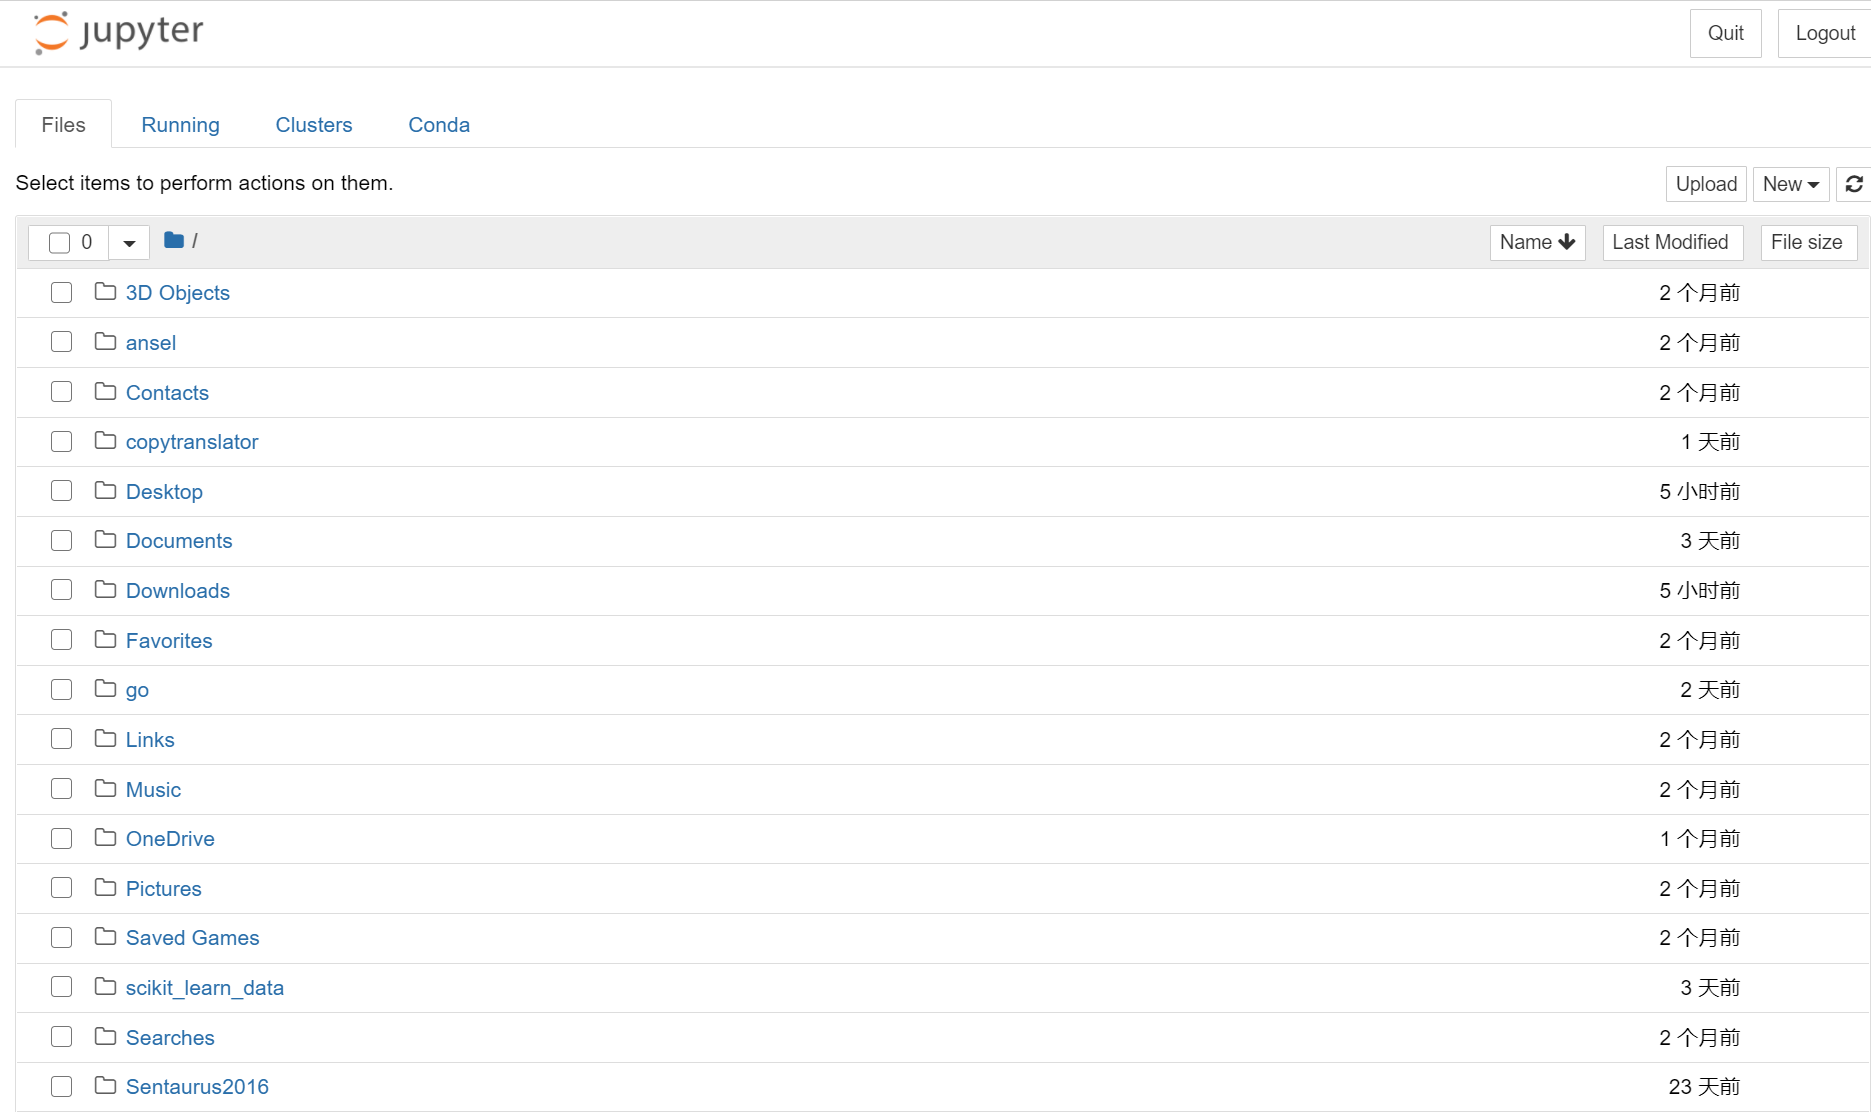 jupyter
Quit Logout
Files Running Clusters Conda
Select items to perform actions on them. Upload New
0 / Name Last Modified File size
3D Objects 2 个月前
ansel 2 个月前
Contacts 2 个月前
copytranslator 1 天前
Desktop 5 小时前
Documents 3 天前
Downloads 5 小时前
Favorites 2 个月前
go 2 天前
Links 2 个月前
Music 2 个月前
OneDrive 1 个月前
Pictures 2 个月前
Saved Games 2 个月前
scikit_learn_data 3 天前
Searches 2 个月前
Sentaurus2016 23 天前